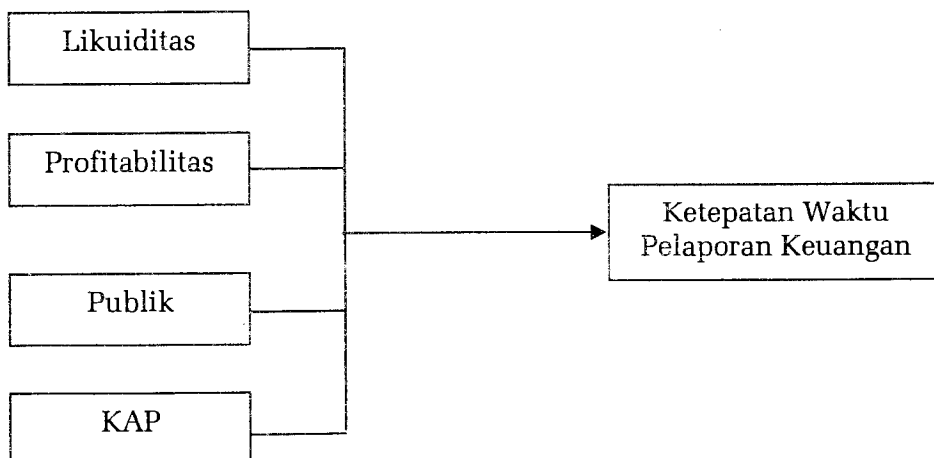 Likuiditas
Profitabilitas
Ketepatan Waktu
Pelaporan Keuangan
Publik
KAP